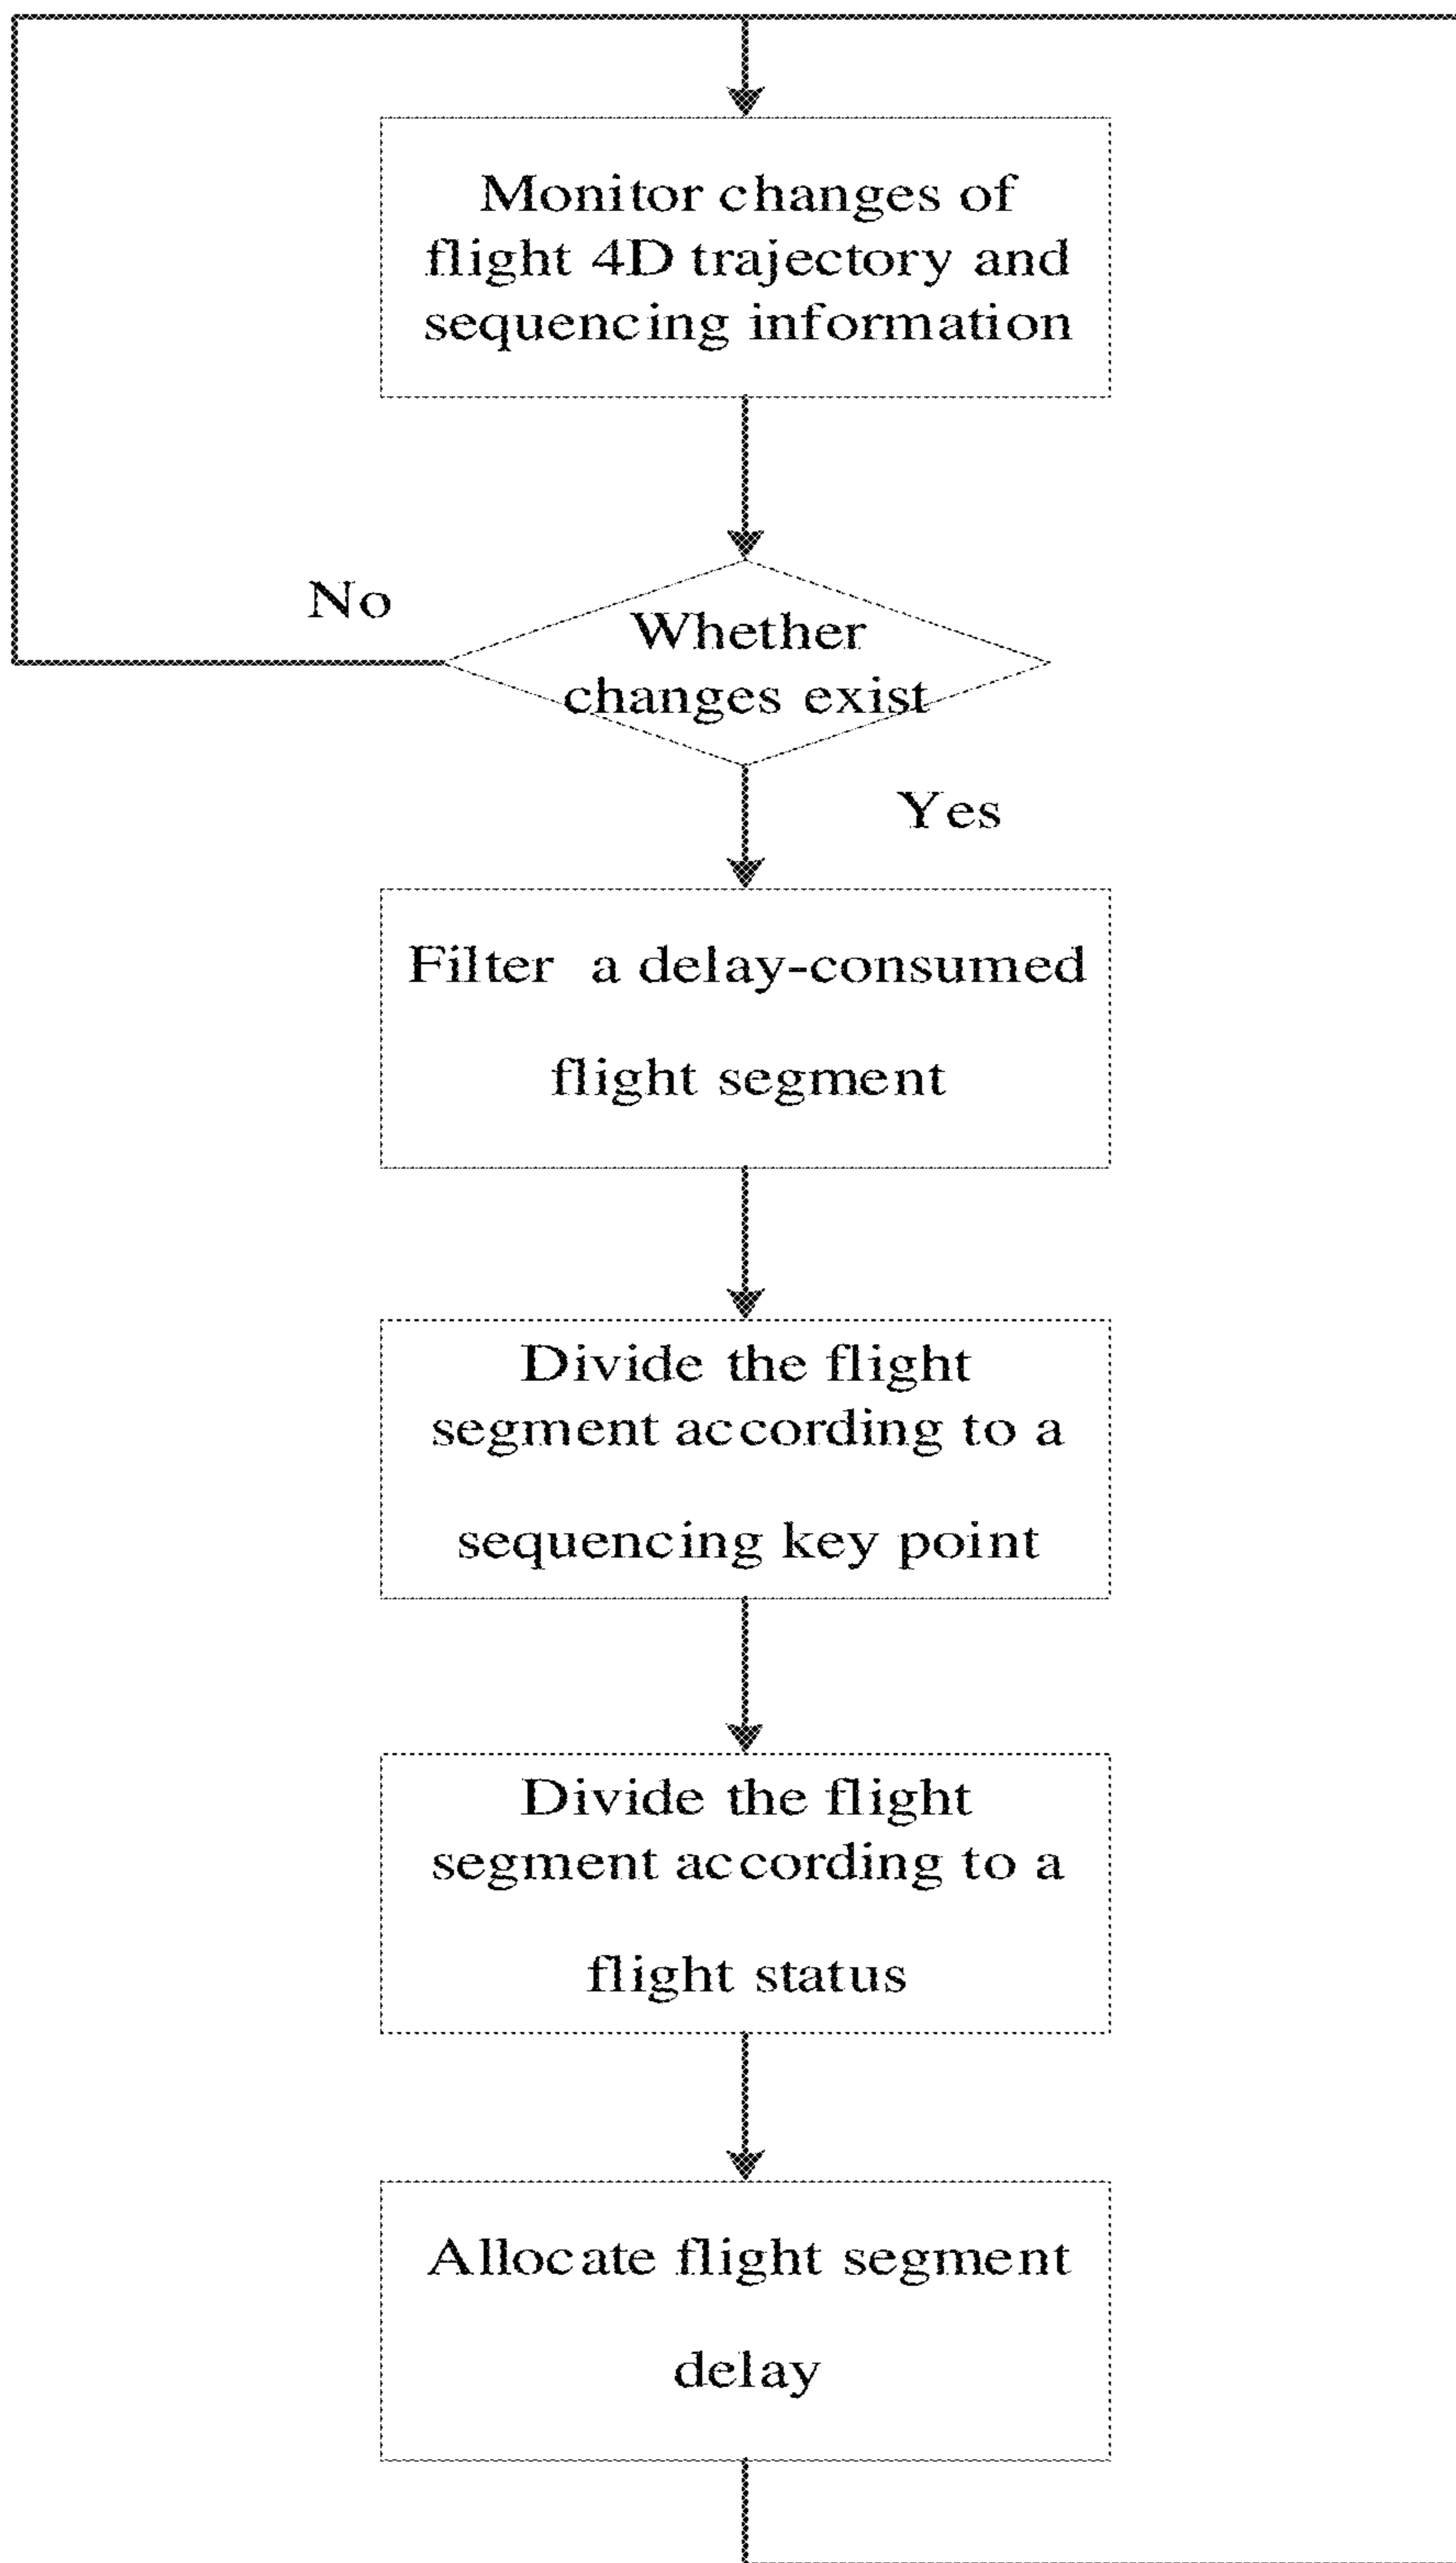 Monitor changes of
flight 4D trajectory and
sequencing information
No
Whether
changes exist
Yes
Filter a delay-consumed
flight segment
Divide the flight
segment according to a
sequencing key point
Divide the flight
segment according to a
flight status
Allocate flight segment
delay